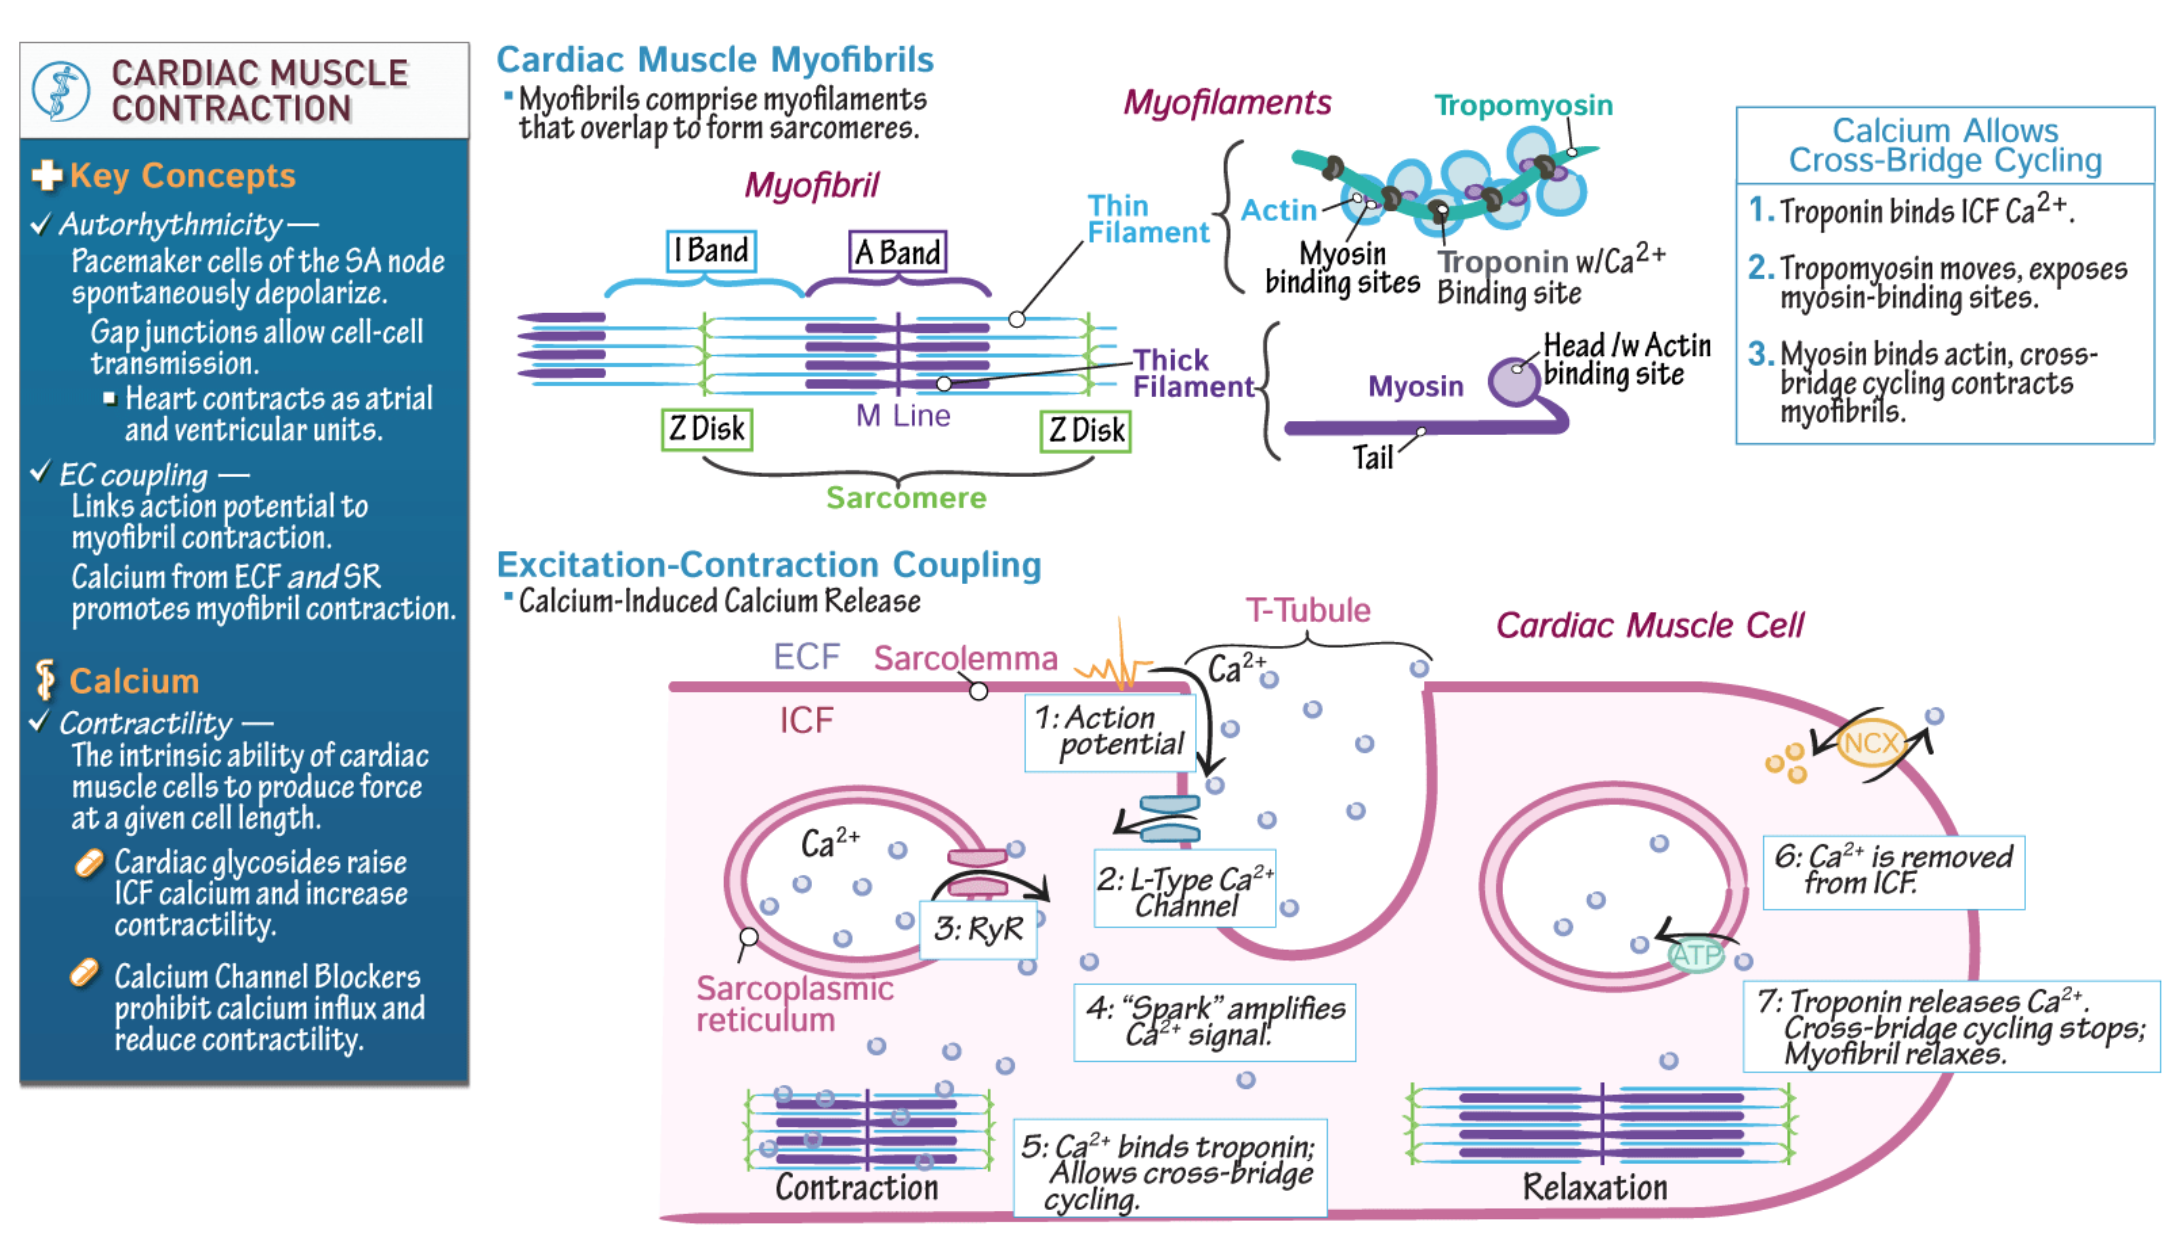 CARDIAC MUSCLE
CONTRACTION
Key Concepts
Autorhythmicity —
Pacemaker cells of the SA node
spontaneously depolarize.
Gap junctions allow cell-cell
transmission.
Heart contracts as atrial
and ventricular units.
EC coupling —
Links action potential to
myofibril contraction.
Calcium from ECF and SR
promotes myofibril contraction.
Calcium
Contractility —
The intrinsic ability of cardiac
muscle cells to produce force
at a given cell length.
Cardiac glycosides raise
ICF calcium and increase
contractility.
Calcium Channel Blockers
prohibit calcium influx and
reduce contractility.
Cardiac Muscle Myofibrils
Myofibrils comprise myofilaments
that overlap to form sarcomeres.
Myofibril
I Band
A Band
Thin
Filament
Thick
Filament
M Line
Z Disk
Z Disk
Sarcomere
Myofilaments
Tropomyosin
Actin
Myosin
binding sites
Troponin w/Ca²⁺
Binding site
Myosin
Head /w Actin
binding site
Tail
Calcium Allows
Cross-Bridge Cycling
1. Troponin binds ICF Ca²⁺.
2. Tropomyosin moves, exposes
myosin-binding sites.
3. Myosin binds actin, cross-
bridge cycling contracts
myofibrils.
Excitation-Contraction Coupling
Calcium-Induced Calcium Release
T-Tubule
Cardiac Muscle Cell
ECF
Sarcolemma
Ca²⁺
ICF
1: Action
potential
NCX
Ca²⁺
2: L-Type Ca²⁺
Channel
3: RyR
6: Ca²⁺ is removed
from ICF.
ATP
Sarcoplasmic
reticulum
4: "Spark" amplifies
Ca²⁺ signal.
7: Troponin releases Ca²⁺.
Cross-bridge cycling stops;
Myofibril relaxes.
5: Ca²⁺ binds troponin;
Allows cross-bridge
cycling.
Contraction
Relaxation